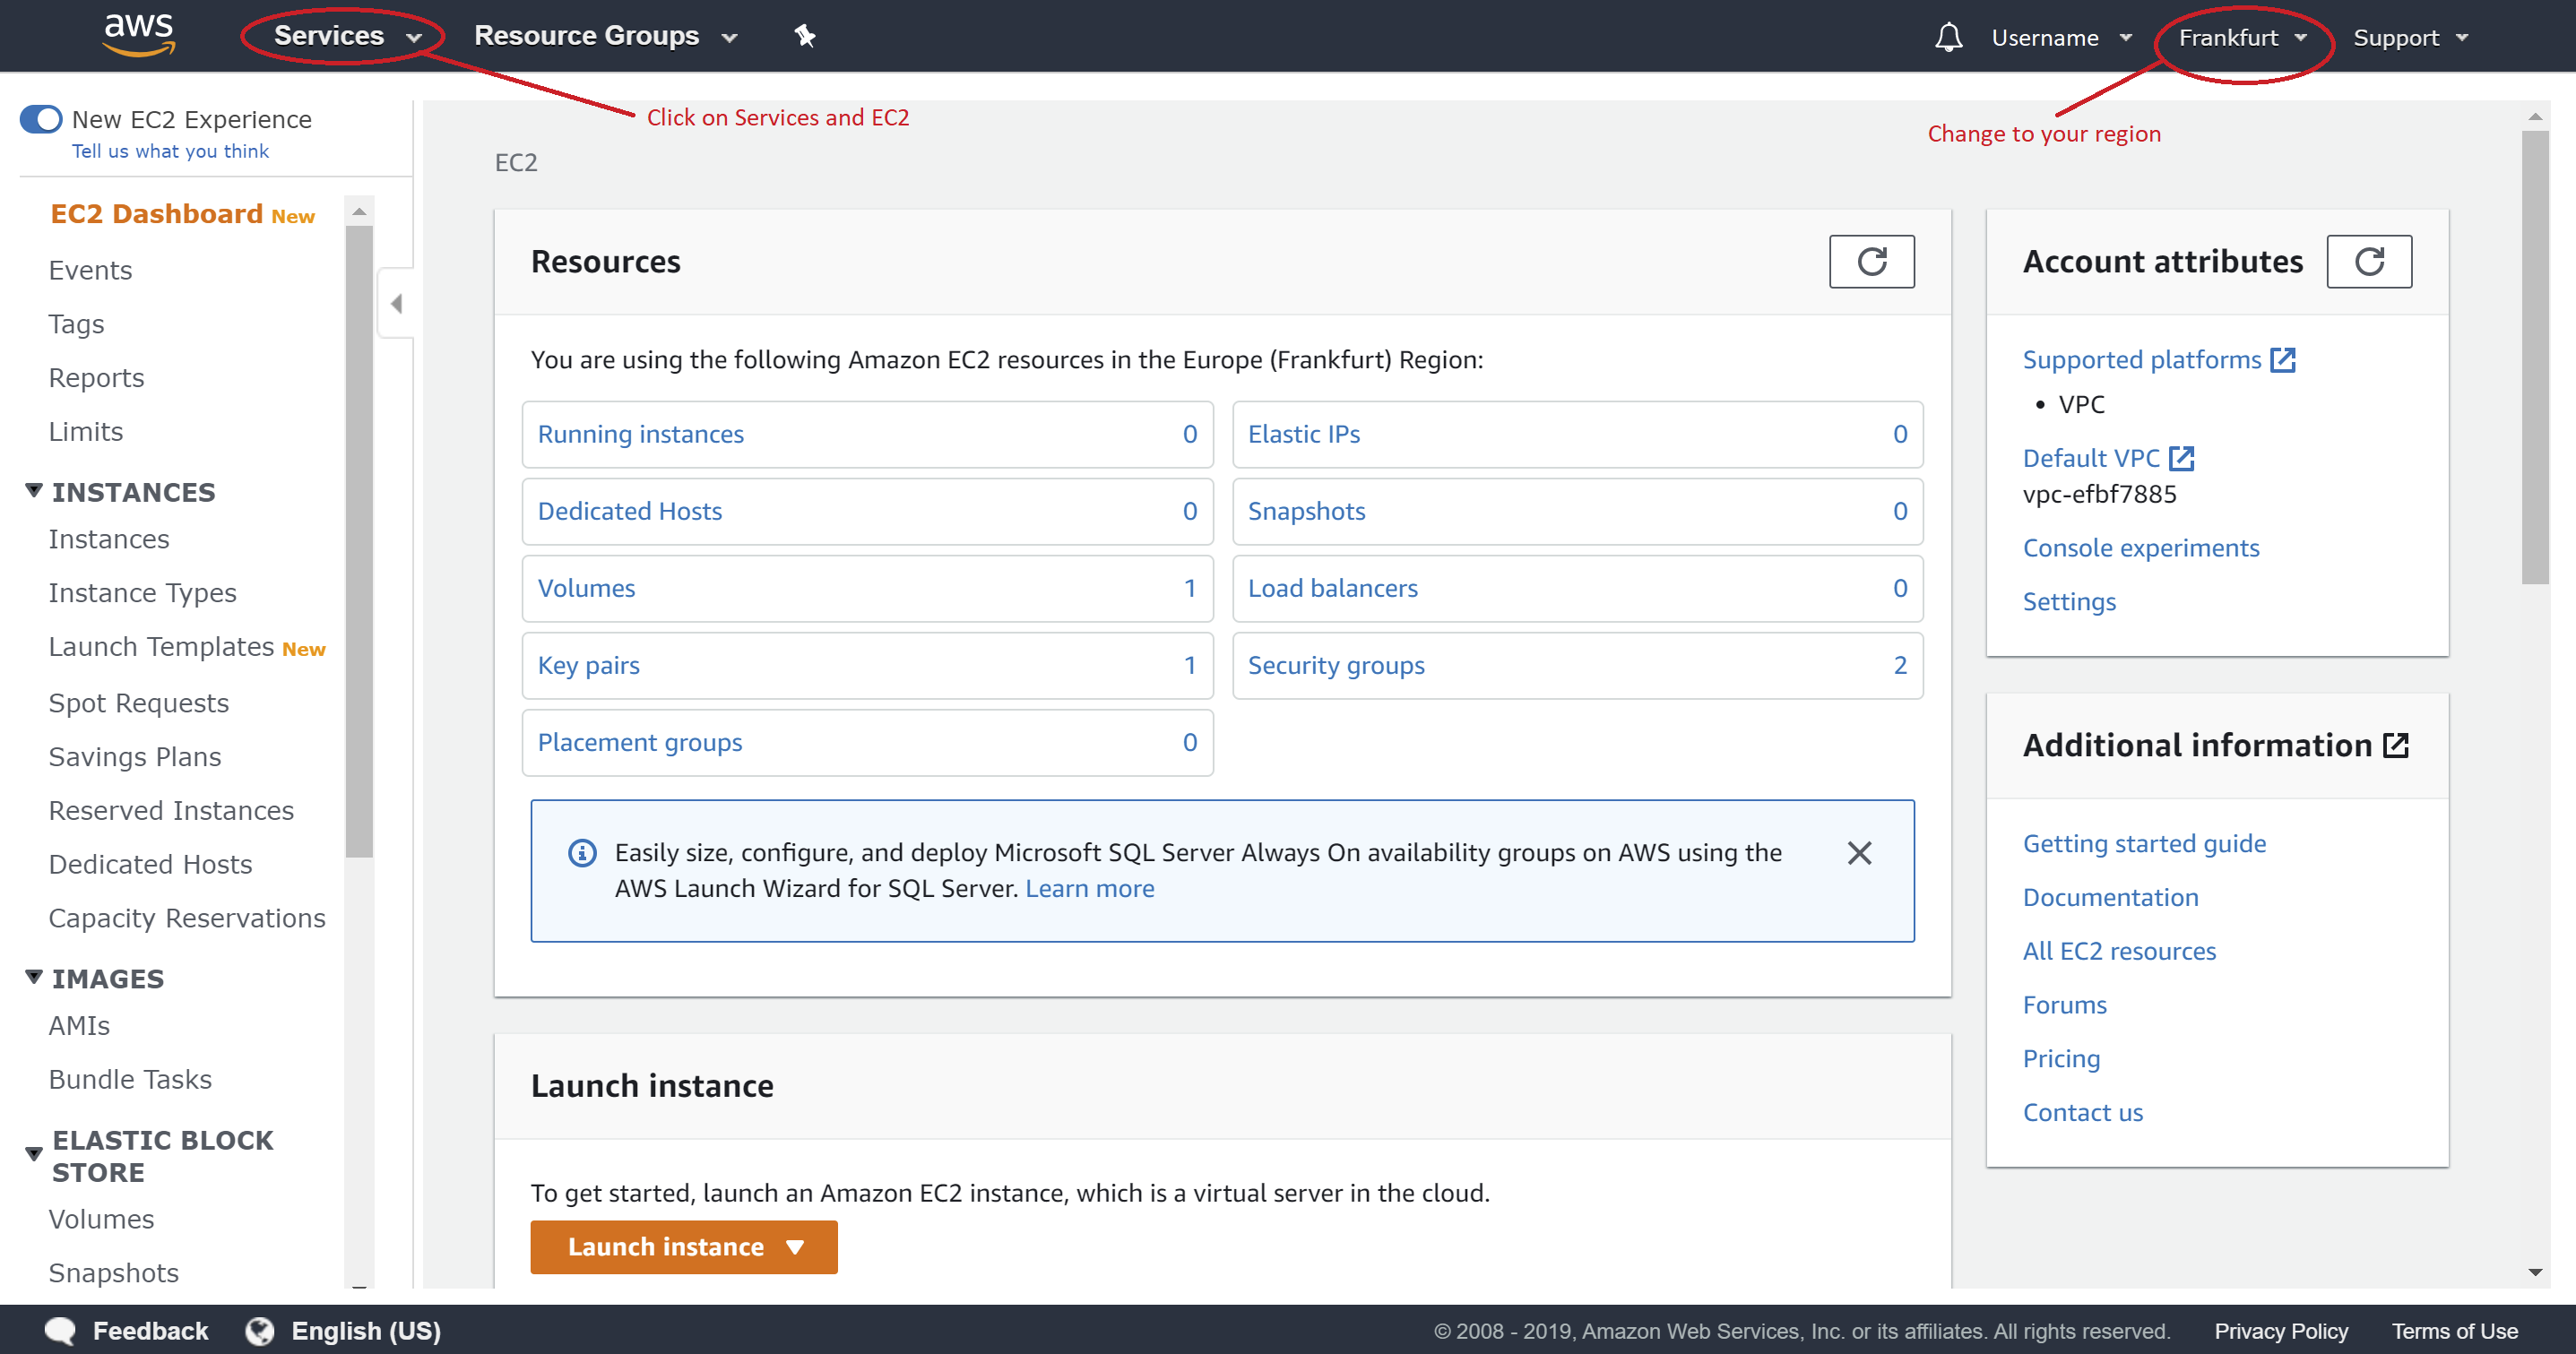 aws
Services
Resource Groups
Username
Frankfurt
Support
Click on Services and EC2
Change to your region
New EC2 Experience
Tell us what you think
EC2 Dashboard New
Events
Tags
Reports
Limits
INSTANCES
Instances
Instance Types
Launch Templates New
Spot Requests
Savings Plans
Reserved Instances
Dedicated Hosts
Capacity Reservations
IMAGES
AMIs
Bundle Tasks
ELASTIC BLOCK
STORE
Volumes
Snapshots
EC2
Resources
You are using the following Amazon EC2 resources in the Europe (Frankfurt) Region:
Running instances 0
Elastic IPs 0
Dedicated Hosts 0
Snapshots 0
Volumes 1
Load balancers 0
Key pairs 1
Security groups 2
Placement groups 0
Easily size, configure, and deploy Microsoft SQL Server Always On availability groups on AWS using the
AWS Launch Wizard for SQL Server. Learn more
Launch instance
To get started, launch an Amazon EC2 instance, which is a virtual server in the cloud.
Launch instance
Account attributes
Supported platforms
• VPC
Default VPC
vpc-efbf7885
Console experiments
Settings
Additional information
Getting started guide
Documentation
All EC2 resources
Forums
Pricing
Contact us
Feedback
English (US)
© 2008 - 2019, Amazon Web Services, Inc. or its affiliates. All rights reserved.
Privacy Policy
Terms of Use